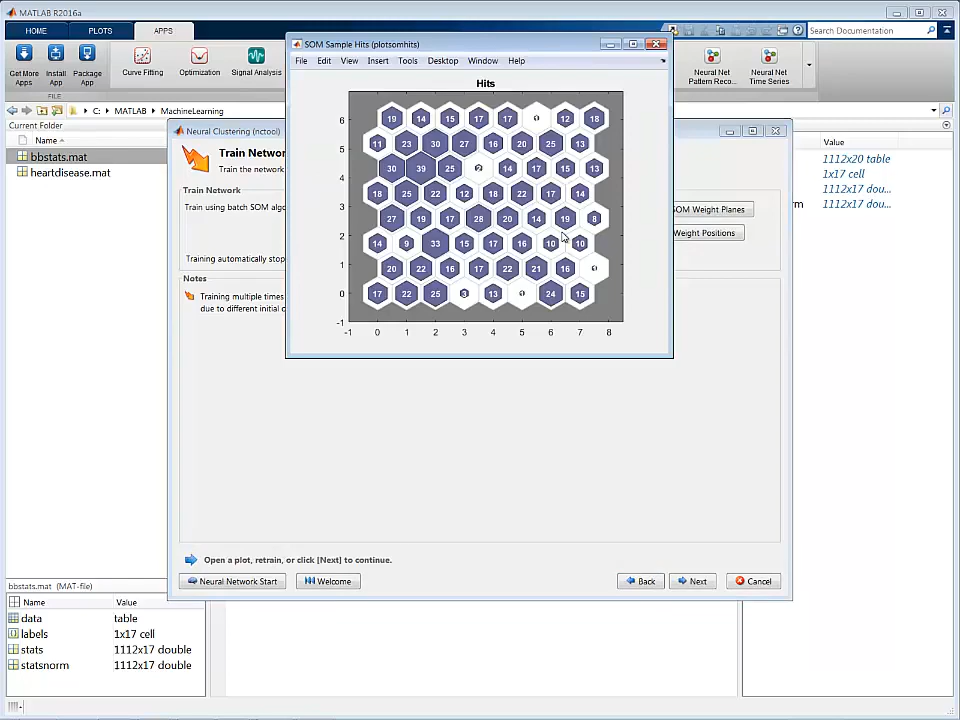 MATLAB R2016a
HOME PLOTS APPS
Search Documentation
Get More Apps
Install App
Package App
Curve Fitting
Optimization
Signal Analysis
Neural Net Pattern Reco...
Neural Net Time Series
FILE
C: MATLAB MachineLearning
Current Folder
Name
bbstats.mat
heartdisease.mat
Neural Clustering (nctool)
Train Networ
Train the network
Train Network
Train using batch SOM algo
Training automatically stop
Notes
Training multiple times
due to different initial c
SOM Weight Planes
Weight Positions
SOM Sample Hits (plotsomhits)
File Edit View Insert Tools Desktop Window Help
Hits
6 19 14 15 17 17 1 12 18
5 11 23 30 27 16 20 25 13
4 30 39 25 2 14 17 15 13
3 18 25 22 12 18 22 17 14
27 19 17 28 20 14 19 8
2 14 9 33 15 17 16 10 10
1 20 22 16 17 22 21 16 1
0 17 22 25 3 13 1 24 15
-1
-1 0 1 2 3 4 5 6 7 8
Value
1112x20 table
1x17 cell
1112x17 dou...
rm 1112x17 dou...
Open a plot, retrain, or click [Next] to continue.
Neural Network Start
Welcome
Back
Next
Cancel
bbstats.mat (MAT-file)
Name Value
data table
labels 1x17 cell
stats 1112x17 double
statsnorm 1112x17 double